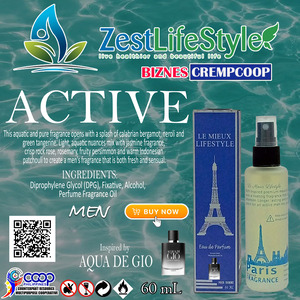 ZestLifeStyle
live healthier and beautiful life
BIZNES CREMPCOOP
ACTIVE
This aquatic and pure fragrance opens with a splash of calabrian bergamot, neroli and
green tangerine. Light, aquatic nuances mix with jasmine fragrance,
crisp rock rose, rosemary, fruity persimmon and warm Indonesian
patchouli to create a men's fragrance that is both fresh and sensual.
INGREDIENTS
Diprophylene Glycol (DPG), Fixative, Alcohol,
Perfume Fragrance Oil
MEN
BUY NOW
Inspired by
AQUA DE GIO
60 mL
LE MIEUX
LIFESTYLE
Eau de Parfum
Paris
FRAGRANCE
COOP